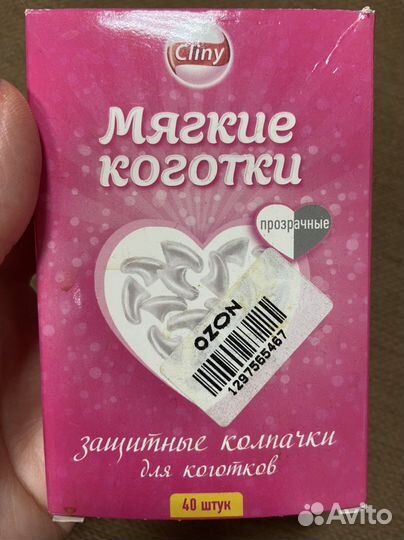 Cliny
Мягкие
коготки
прозрачные
OZON
1297565467
защитные колпачки
для коготков
40 штук
Avito